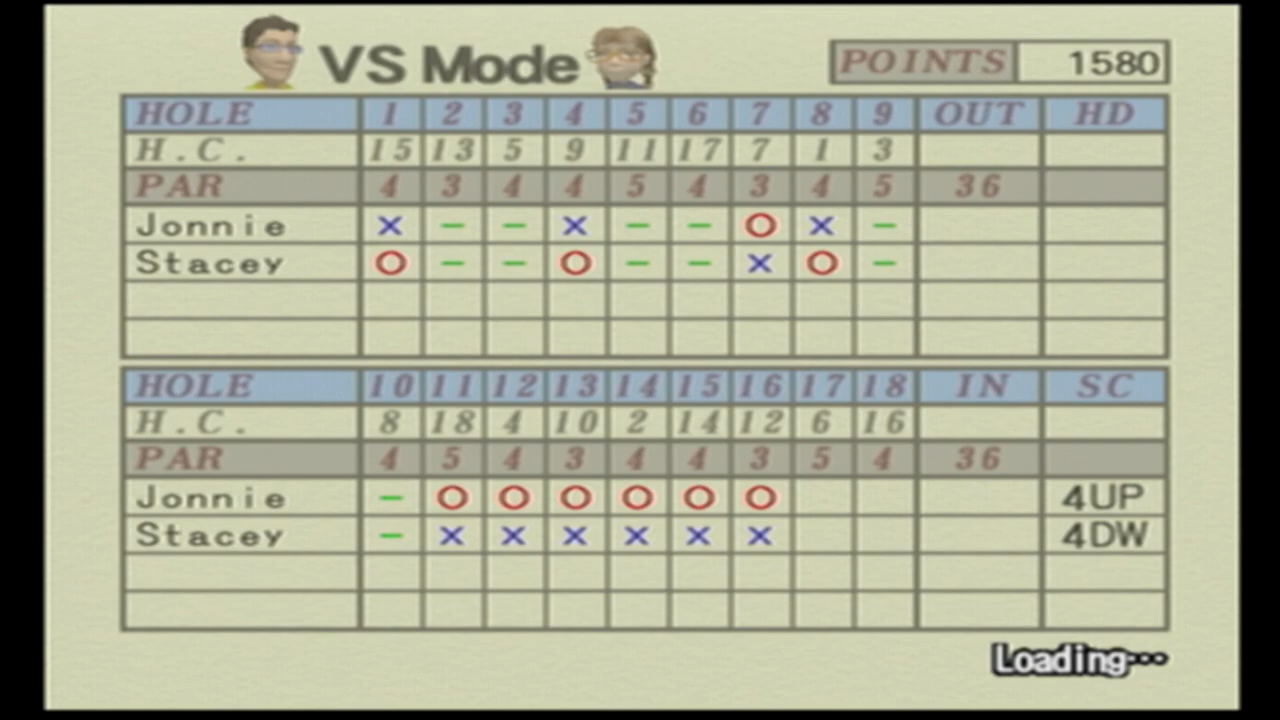 VS Mode POINTS 1580
HOLE 1 2 3 4 5 6 7 8 9 OUT HD
H.C. 15 13 5 9 11 17 7 1 3
PAR 4 3 4 4 5 4 3 4 5 36
Jonnie × – – × – – O × –
Stacey O – – O – – × O –
HOLE 10 11 12 13 14 15 16 17 18 IN SC
H.C. 8 18 4 10 2 14 12 6 16
PAR 4 5 4 3 4 4 3 5 4 36
Jonnie – O O O O O O 4UP
Stacey – × × × × × × 4DW
Loading...